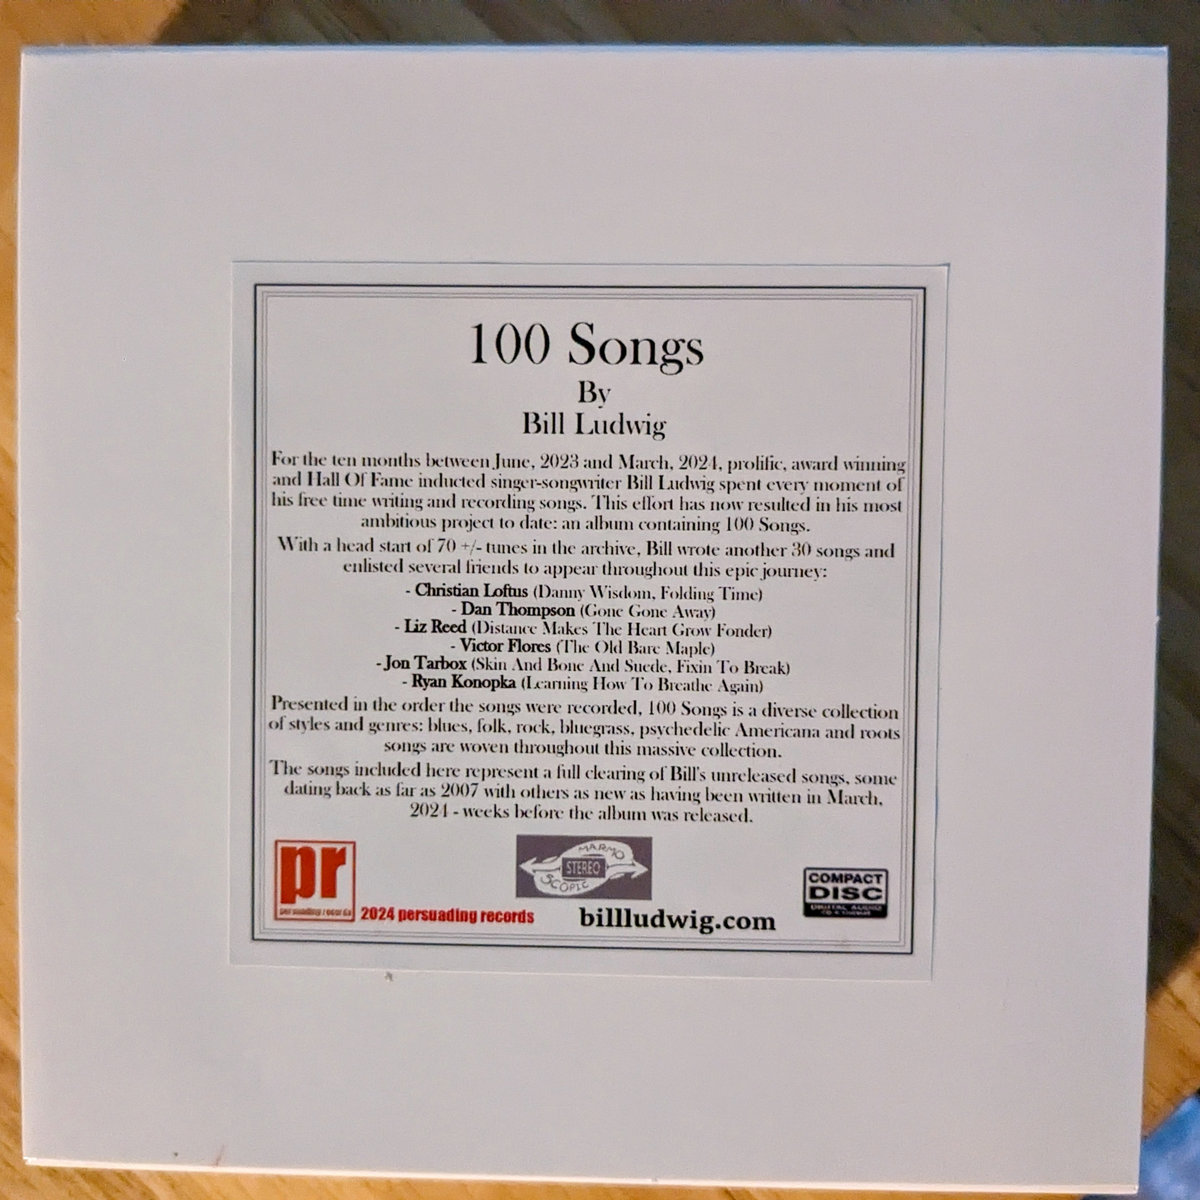 100 Songs
By
Bill Ludwig
For the ten months between June, 2023 and March, 2024, prolific, award winning
and Hall Of Fame inducted singer-songwriter Bill Ludwig spent every moment of
his free time writing and recording songs. This effort has now resulted in his most
ambitious project to date: an album containing 100 Songs.
With a head start of 70 +/- tunes in the archive, Bill wrote another 30 songs and
enlisted several friends to appear throughout this epic journey:
- Christian Loftus (Danny Wisdom, Folding Time)
- Dan Thompson (Gone Gone Away)
- Liz Reed (Distance Makes The Heart Grow Fonder)
- Victor Flores (The Old Bare Maple)
- Jon Tarbox (Skin And Bone And Suede, Fixin To Break)
- Ryan Konopka (Learning How To Breathe Again)
Presented in the order the songs were recorded, 100 Songs is a diverse collection
of styles and genres: blues, folk, rock, bluegrass, psychedelic Americana and roots
songs are woven throughout this massive collection.
The songs included here represent a full clearing of Bill's unreleased songs, some
dating back as far as 2007 with others as new as having been written in March,
2024 - weeks before the album was released.
pr
persuading records
2024 persuading records
MARMO
STEREO
SCOPIC
billludwig.com
COMPACT
DISC
DIGITAL AUDIO